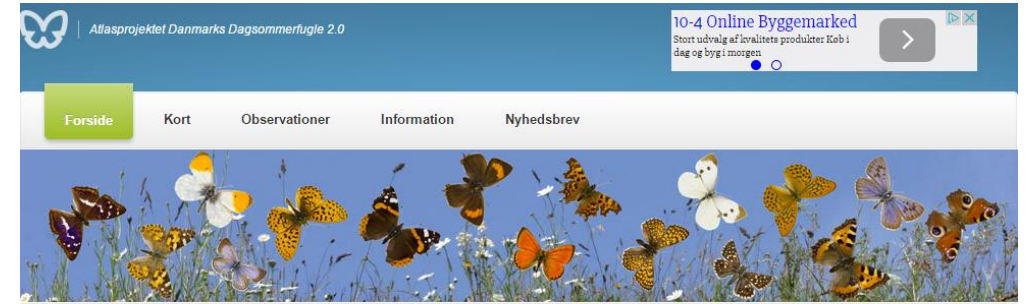 Atlasprojektet Danmarks Dagsommerfugle 2.0
10-4 Online Byggemarked
Stort udvalg af kvalitets produkter Køb i
dag og byg i morgen
Forside
Kort
Observationer
Information
Nyhedsbrev